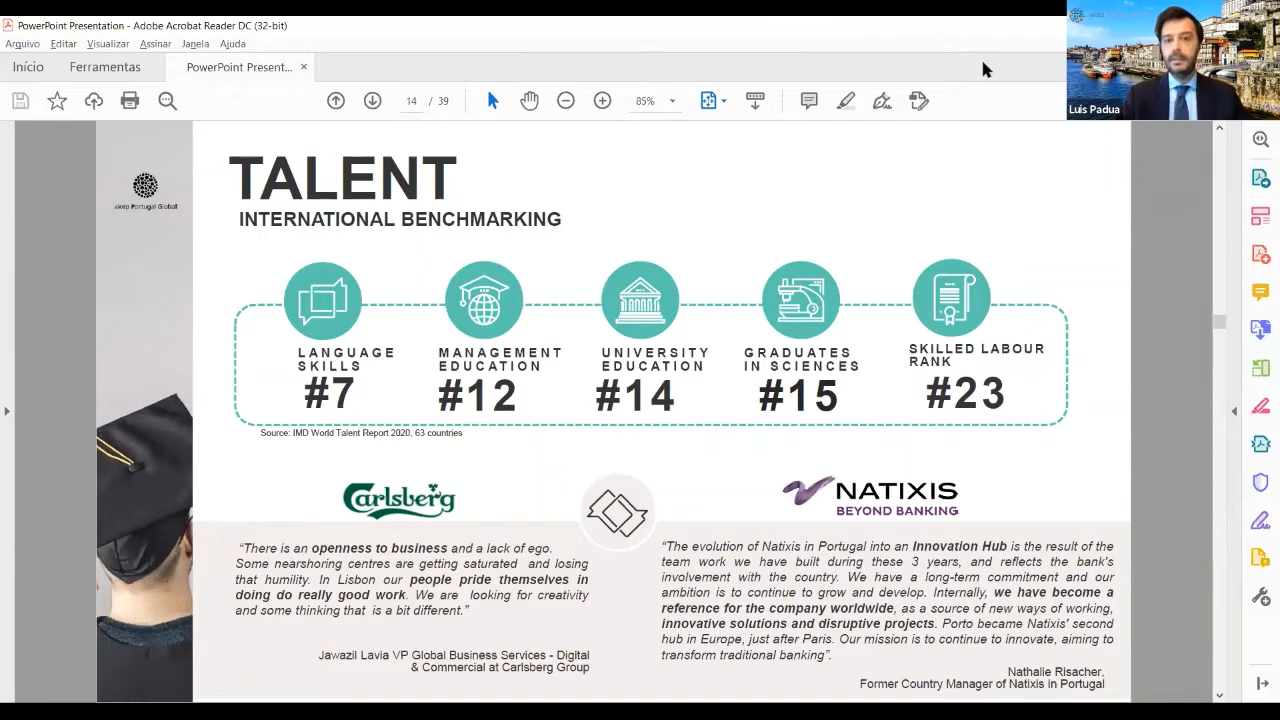 PowerPoint Presentation - Adobe Acrobat Reader DC (32-bit)
Arquivo Editar Visualizar Assinar Janela Ajuda
Início Ferramentas PowerPoint Present... ×
14 / 39 85%
Luis Padua
aicep Portugal Global
TALENT
INTERNATIONAL BENCHMARKING
LANGUAGE
SKILLS
#7
MANAGEMENT
EDUCATION
#12
UNIVERSITY
EDUCATION
#14
GRADUATES
IN SCIENCES
#15
SKILLED LABOUR
RANK
#23
Source: IMD World Talent Report 2020, 63 countries
Carlsberg
“There is an openness to business and a lack of ego.
Some nearshoring centres are getting saturated and losing
that humility. In Lisbon our people pride themselves in
doing do really good work. We are looking for creativity
and some thinking that is a bit different.”
Jawazil Lavia VP Global Business Services - Digital
& Commercial at Carlsberg Group
NATIXIS
BEYOND BANKING
“The evolution of Natixis in Portugal into an Innovation Hub is the result of the
team work we have built during these 3 years, and reflects the bank's
involvement with the country. We have a long-term commitment and our
ambition is to continue to grow and develop. Internally, we have become a
reference for the company worldwide, as a source of new ways of working,
innovative solutions and disruptive projects. Porto became Natixis' second
hub in Europe, just after Paris. Our mission is to continue to innovate, aiming to
transform traditional banking”.
Nathalie Risacher,
Former Country Manager of Natixis in Portugal